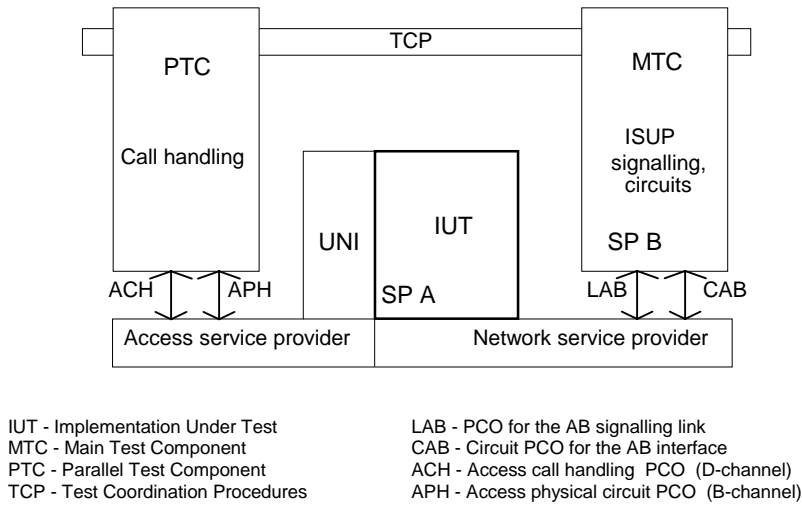 TCP
PTC
MTC
Call handling
ISUP
signalling,
circuits
UNI
IUT
SP B
SP A
ACH
APH
LAB
CAB
Access service provider
Network service provider
IUT - Implementation Under Test
MTC - Main Test Component
PTC - Parallel Test Component
TCP - Test Coordination Procedures
LAB - PCO for the AB signalling link
CAB - Circuit PCO for the AB interface
ACH - Access call handling PCO (D-channel)
APH - Access physical circuit PCO (B-channel)